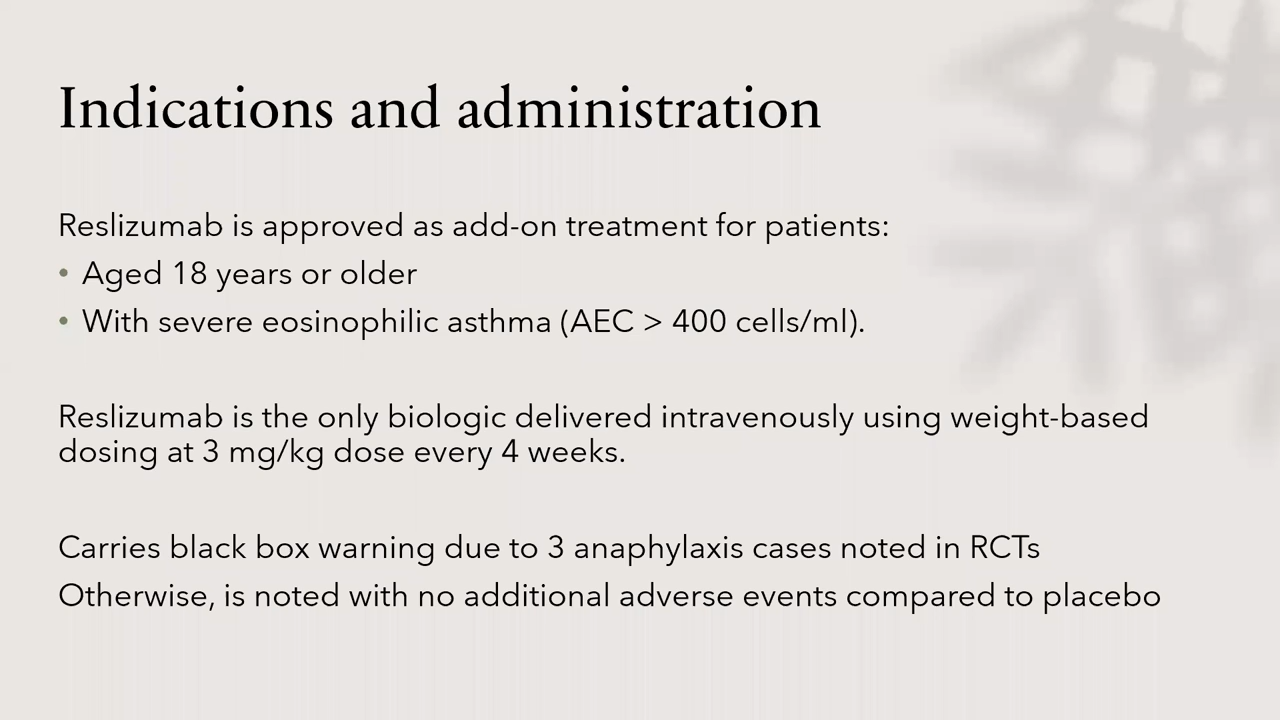 Indications and administration
Reslizumab is approved as add-on treatment for patients:
• Aged 18 years or older
• With severe eosinophilic asthma (AEC > 400 cells/ml).
Reslizumab is the only biologic delivered intravenously using weight-based
dosing at 3 mg/kg dose every 4 weeks.
Carries black box warning due to 3 anaphylaxis cases noted in RCTs
Otherwise, is noted with no additional adverse events compared to placebo